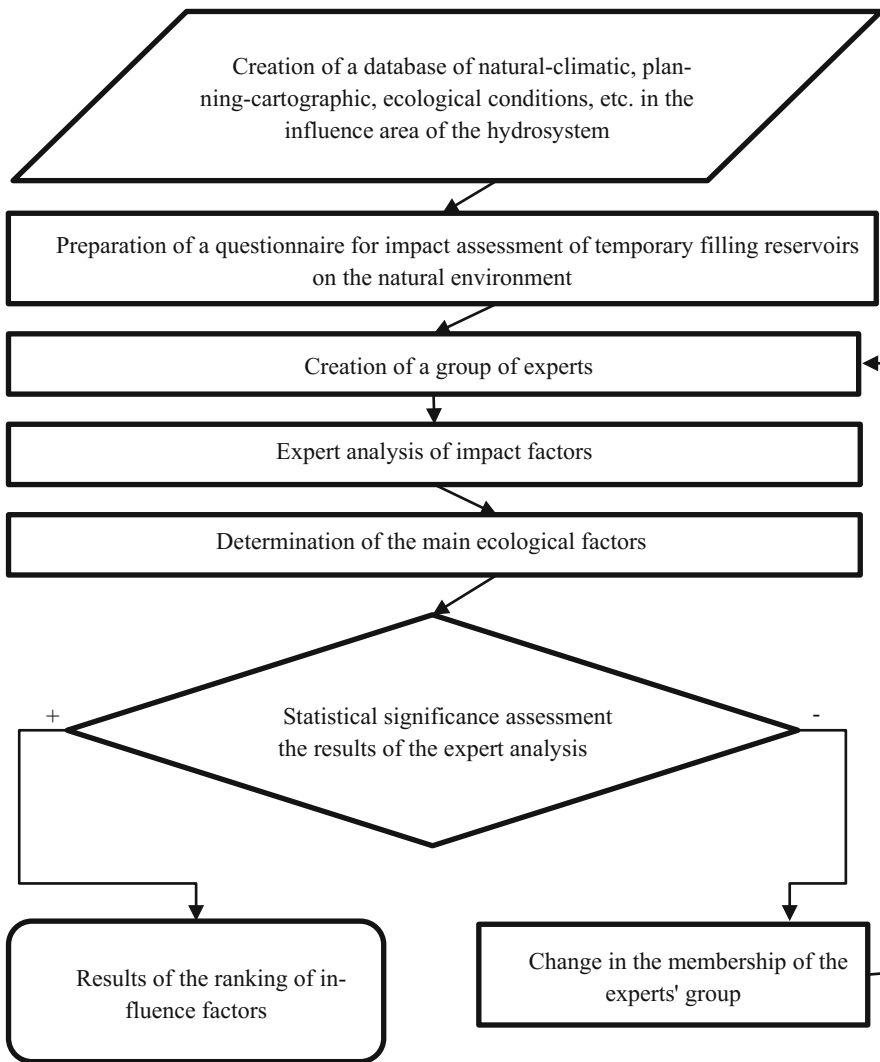 Creation of a database of natural-climatic, plan-
ning-cartographic, ecological conditions, etc. in the
influence area of the hydrosystem
Preparation of a questionnaire for impact assessment of temporary filling reservoirs
on the natural environment
Creation of a group of experts
Expert analysis of impact factors
Determination of the main ecological factors
+
-
Statistical significance assessment
the results of the expert analysis
Results of the ranking of in-
fluence factors
Change in the membership of the
experts' group